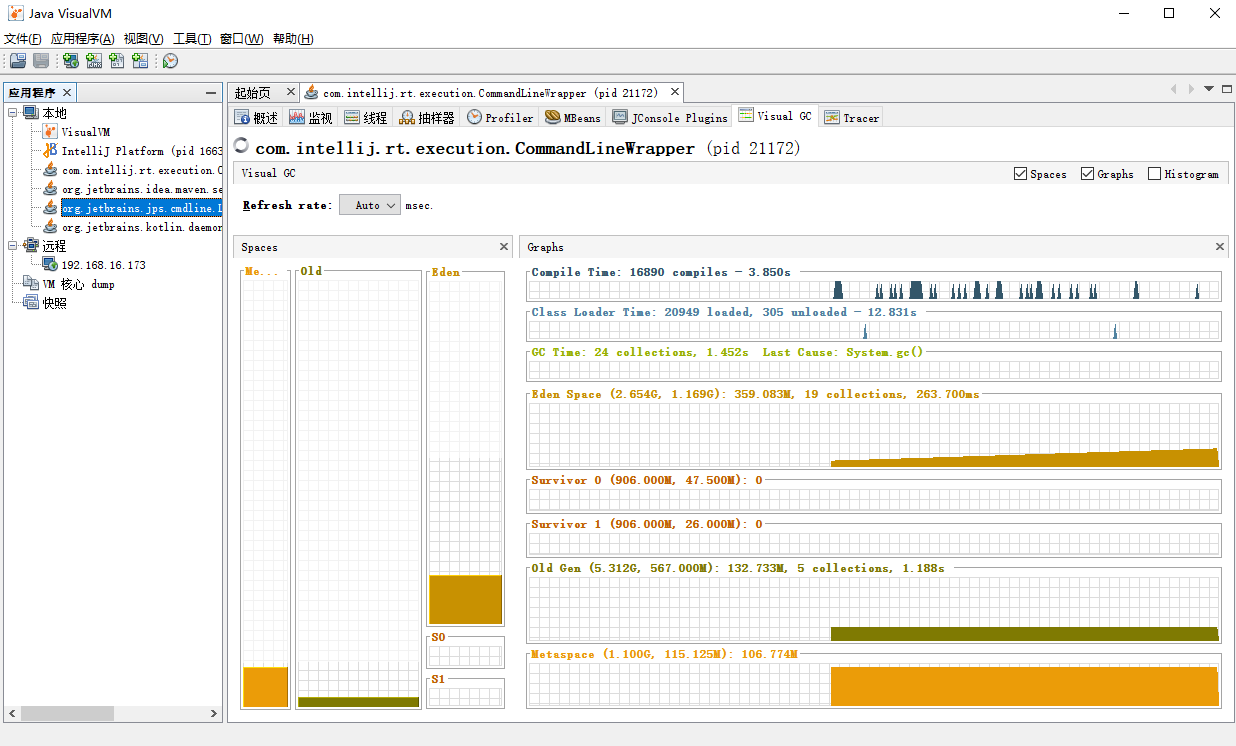 Java VisualVM
文件(F) 应用程序(A) 视图(V) 工具(T) 窗口(W) 帮助(H)
应用程序
本地
VisualVM
IntelliJ Platform (pid 1663
com.intellij.rt.execution.C
org.jetbrains.idea.maven.se
org.jetbrains.jps.cmdline.L
org.jetbrains.kotlin.daemon
远程
192.168.16.173
VM 核心 dump
快照
起始页 com.intellij.rt.execution.CommandLineWrapper (pid 21172)
概述 监视 线程 抽样器 Profiler MBeans JConsole Plugins Visual GC Tracer
com.intellij.rt.execution.CommandLineWrapper (pid 21172)
Visual GC Spaces Graphs Histogram
Refresh rate: Auto msec.
Spaces
Me... Old Eden
S0
S1
Graphs
Compile Time: 16890 compiles - 3.850s
Class Loader Time: 20949 loaded, 305 unloaded - 12.831s
GC Time: 24 collections, 1.452s Last Cause: System.gc()
Eden Space (2.654G, 1.169G): 359.083M, 19 collections, 263.700ms
Survivor 0 (906.000M, 47.500M): 0
Survivor 1 (906.000M, 26.000M): 0
Old Gen (5.312G, 567.000M): 132.733M, 5 collections, 1.188s
Metaspace (1.100G, 115.125M): 106.774M